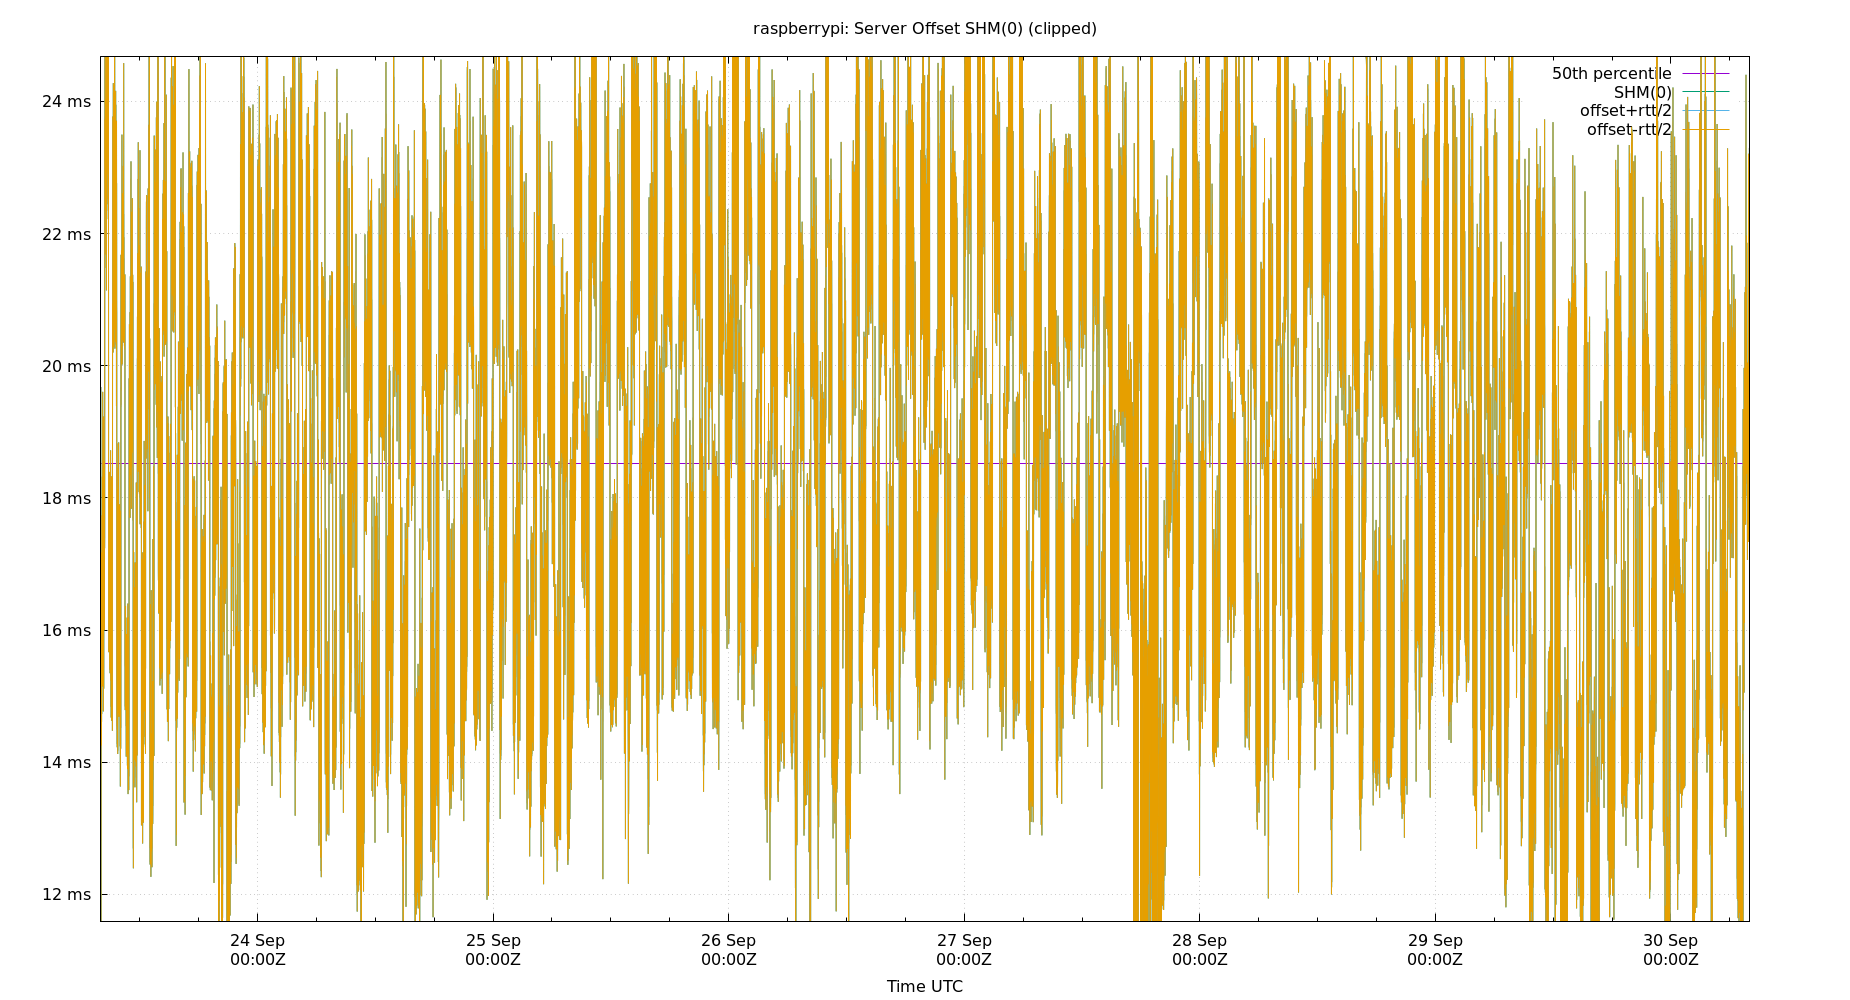 raspberrypi: Server Offset SHM(0) (clipped)
50th percentile
SHM(0)
offset+rtt/2
offset-rtt/2
24 ms
22 ms
20 ms
18 ms
16 ms
14 ms
12 ms
24 Sep 25 Sep 26 Sep 27 Sep 28 Sep 29 Sep 30 Sep
00:00Z 00:00Z 00:00Z 00:00Z 00:00Z 00:00Z 00:00Z
Time UTC